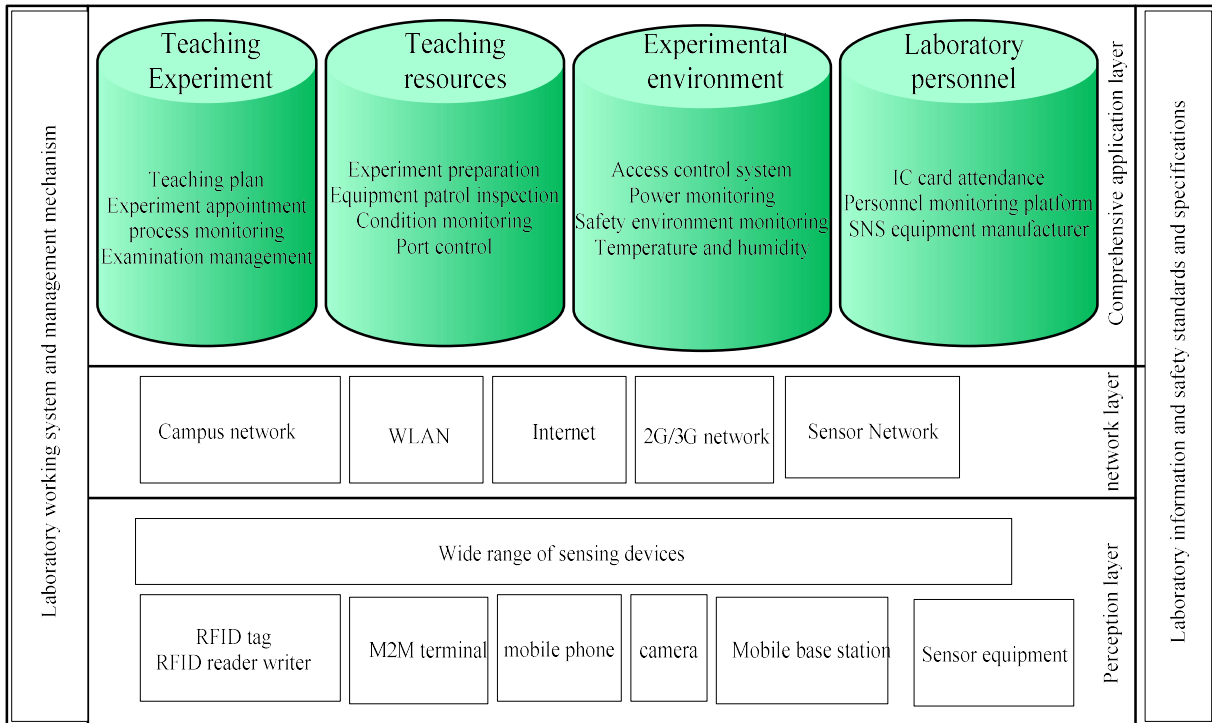 Laboratory working system and management mechanism
Teaching
Experiment
Teaching plan
Experiment appointment
process monitoring
Examination management
Teaching
resources
Experiment preparation
Equipment patrol inspection
Condition monitoring
Port control
Experimental
environment
Access control system
Power monitoring
Safety environment monitoring
Temperature and humidity
Laboratory
personnel
IC card attendance
Personnel monitoring platform
SNS equipment manufacturer
Comprehensive application layer
Campus network
WLAN
Internet
2G/3G network
Sensor Network
network layer
Wide range of sensing devices
RFID tag
RFID reader writer
M2M terminal
mobile phone
camera
Mobile base station
Sensor equipment
Perception layer
Laboratory information and safety standards and specifications